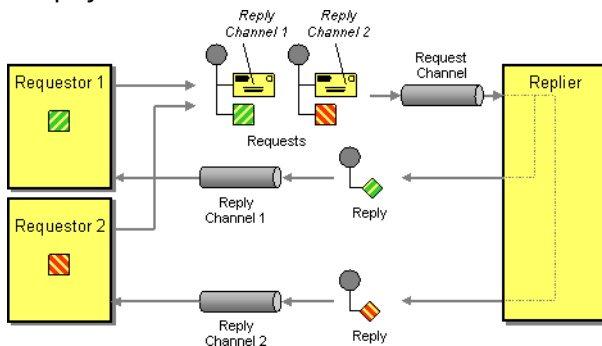 Reply
Channel 1
Reply
Channel 2
Request
Channel
Requestor 1
Replier
Requests
Reply
Channel 1
Reply
Requestor 2
Reply
Channel 2
Reply